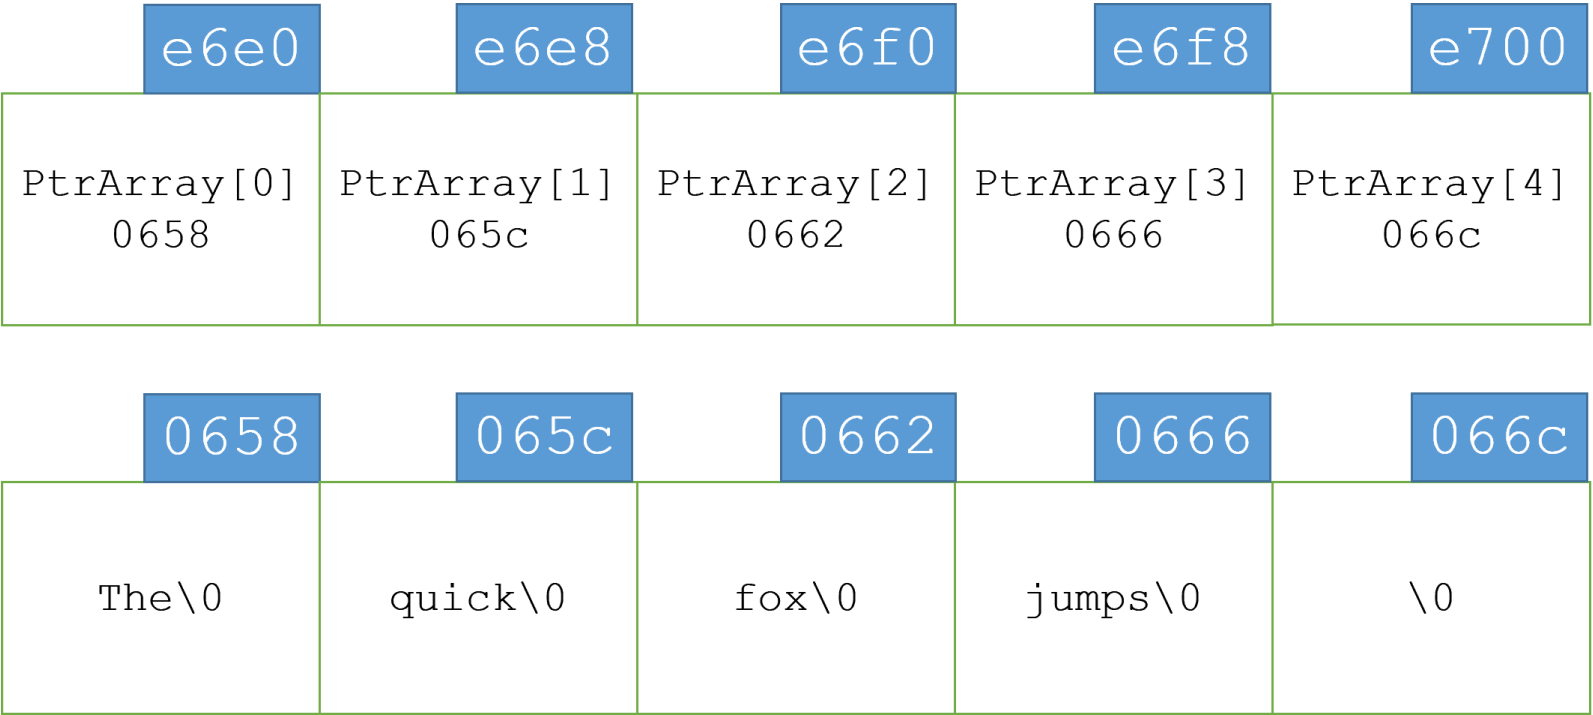 e6e0 e6e8 e6f0 e6f8 e700
PtrArray[0] PtrArray[1] PtrArray[2] PtrArray[3] PtrArray[4]
0658 065c 0662 0666 066c
0658 065c 0662 0666 066c
The\0 quick\0 fox\0 jumps\0 \0